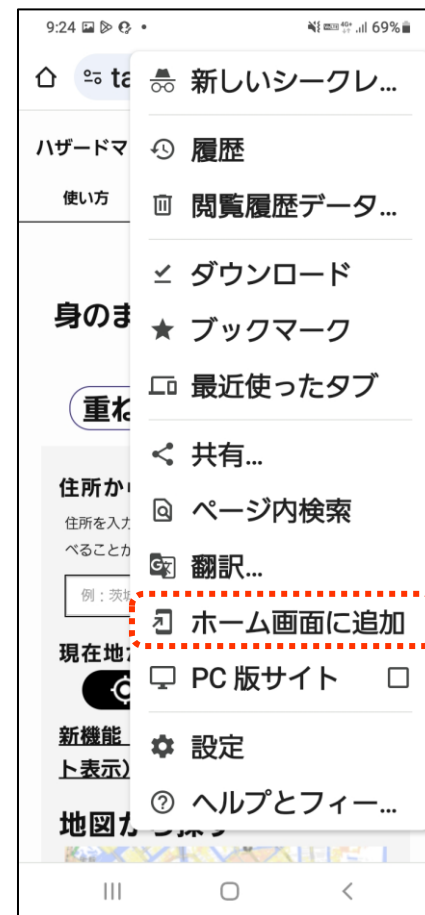 9:24 69%
ta
新しいシークレ...
ハザードマ
履歴
使い方
閲覧履歴データ...
ダウンロード
身のま
ブックマーク
最近使ったタブ
重ね
共有...
住所か
住所を入力
ページ内検索
べることか
翻訳...
例：茨城
ホーム画面に追加
現在地
PC 版サイト
新機能
設定
ト表示)
ヘルプとフィー...
地図から探す